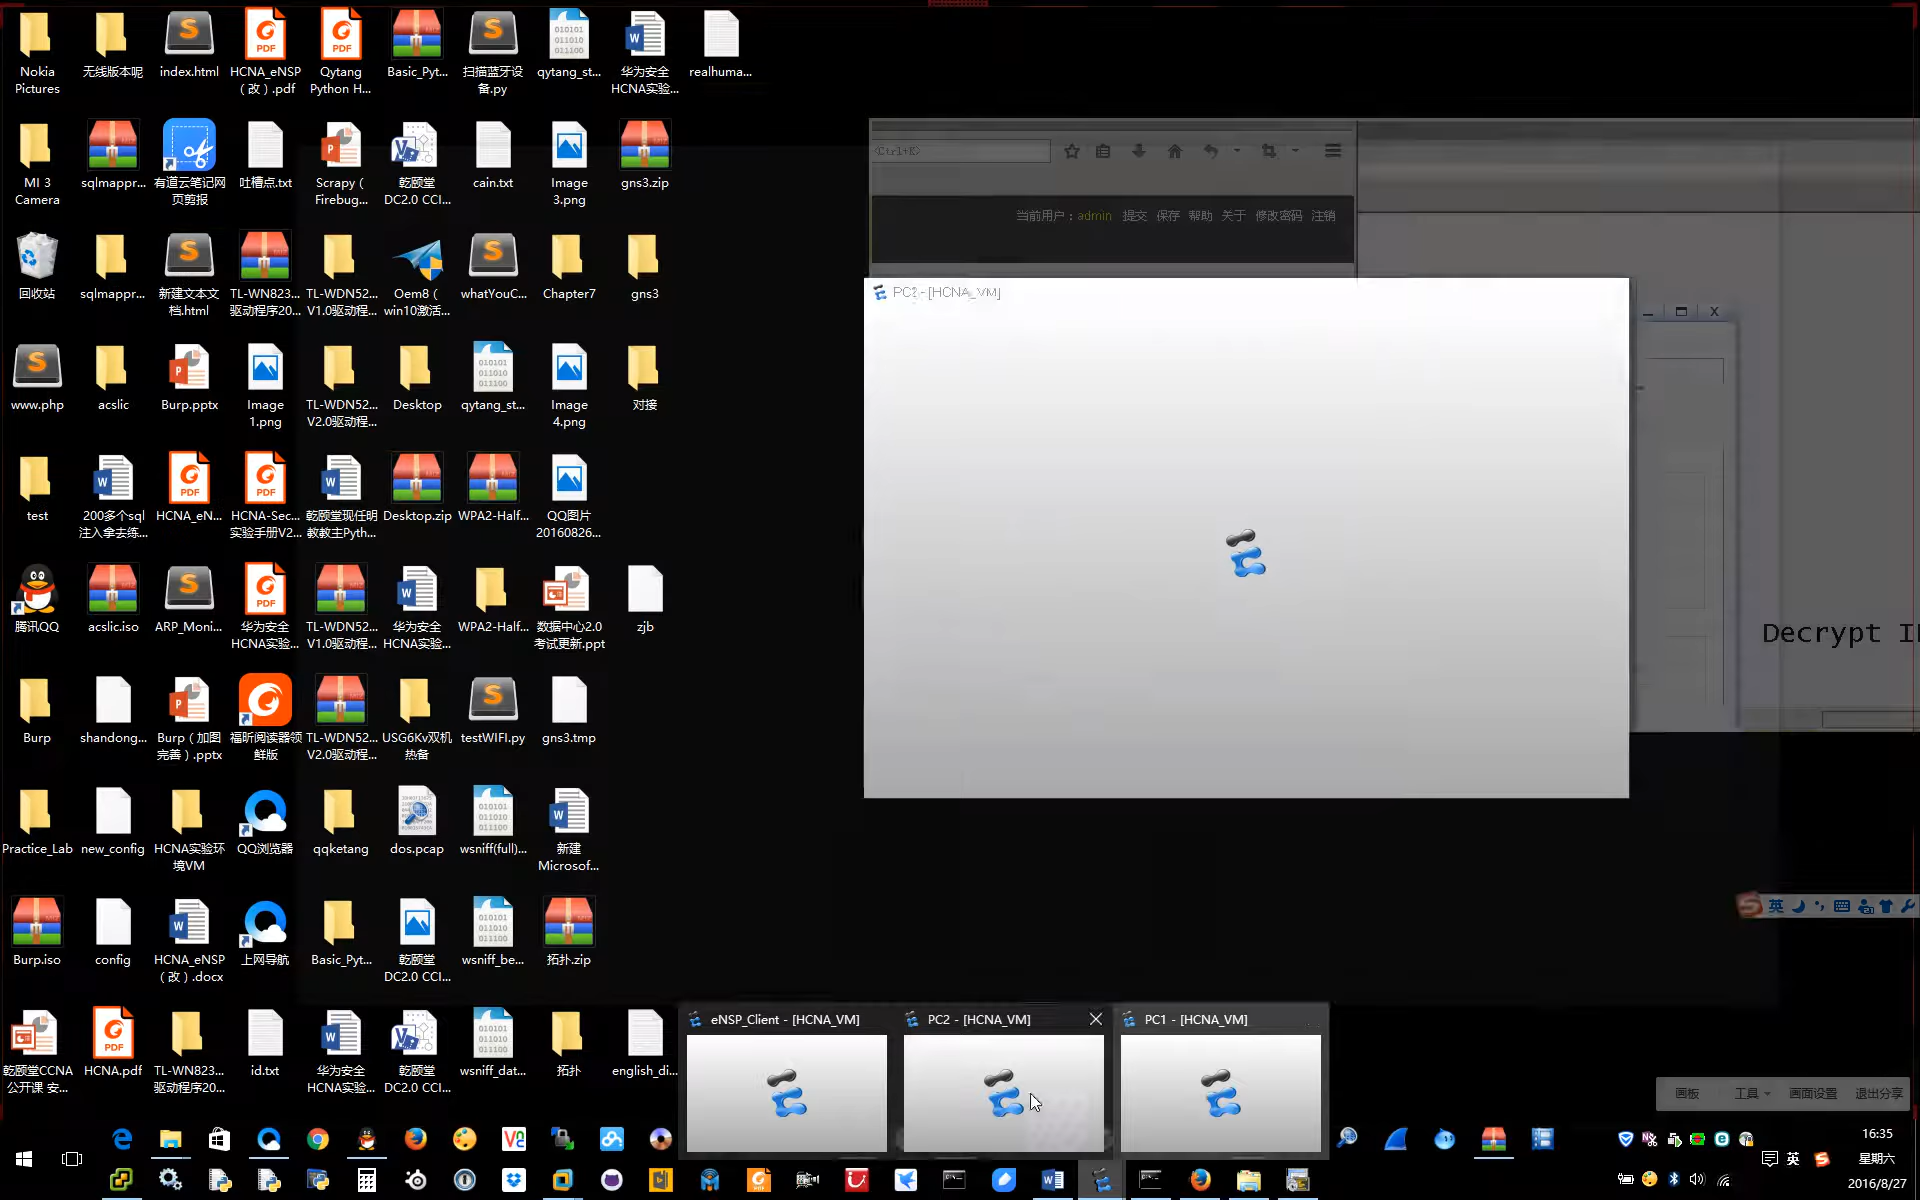 Nokia
Pictures
无线版本呢
index.html
HCNA_eNSP
（改）.pdf
Qytang
Python H...
Basic_Pyt...
扫描蓝牙设
备.py
qytang_st...
华为安全
HCNA实验...
realhuma...
MI 3
Camera
sqlmappr...
有道云笔记网
页剪报
吐槽点.txt
Scrapy（
Firebug...
乾颐堂
DC2.0 CCI...
cain.txt
Image
3.png
gns3.zip
回收站
sqlmappr...
新建文本文
档.html
TL-WN823...
驱动程序20...
TL-WDN52...
V1.0驱动程...
Oem8（
win10激活...
whatYouC...
Chapter7
gns3
www.php
acslic
Burp.pptx
Image
1.png
TL-WDN52...
V2.0驱动程...
Desktop
qytang_st...
Image
4.png
对接
test
200多个sql
注入拿去练...
HCNA_eN...
HCNA-Sec...
实验手册V2...
乾颐堂现任明
教教主Pyth...
Desktop.zip
WPA2-Half...
QQ图片
20160826...
腾讯QQ
acslic.iso
ARP_Moni...
华为安全
HCNA实验...
TL-WDN52...
V1.0驱动程...
华为安全
HCNA实验...
WPA2-Half...
数据中心2.0
考试更新.ppt
zjb
Burp
shandong...
Burp（加图
完善）.pptx
福昕阅读器领
鲜版
TL-WDN52...
V2.0驱动程...
USG6Kv双机
热备
testWIFI.py
gns3.tmp
Practice_Lab
new_config
HCNA实验环
境VM
QQ浏览器
qqketang
dos.pcap
wsniff(full)...
新建
Microsof...
Burp.iso
config
HCNA_eNSP
（改）.docx
上网导航
Basic_Pyt...
乾颐堂
DC2.0 CCI...
wsniff_be...
拓扑.zip
乾颐堂CCNA
公开课 安...
HCNA.pdf
TL-WN823...
驱动程序20...
id.txt
华为安全
HCNA实验...
乾颐堂
DC2.0 CCI...
wsniff_dat...
拓扑
english_di...
<Ctrl+K>
当前用户：admin 提交 保存 帮助 关于 修改密码 注销
PC2 - [HCNA_VM]
Decrypt
英
eNSP_Client - [HCNA_VM]
PC2 - [HCNA_VM]
PC1 - [HCNA_VM]
画板 工具 画面设置 退出分享
16:35
英
星期六
2016/8/27